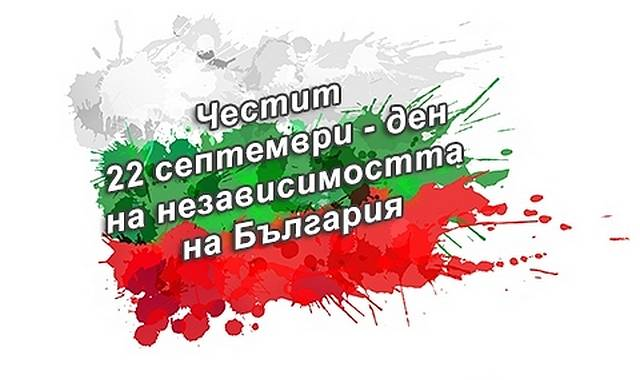 Честит
22 септември - ден
на независимостта
на България